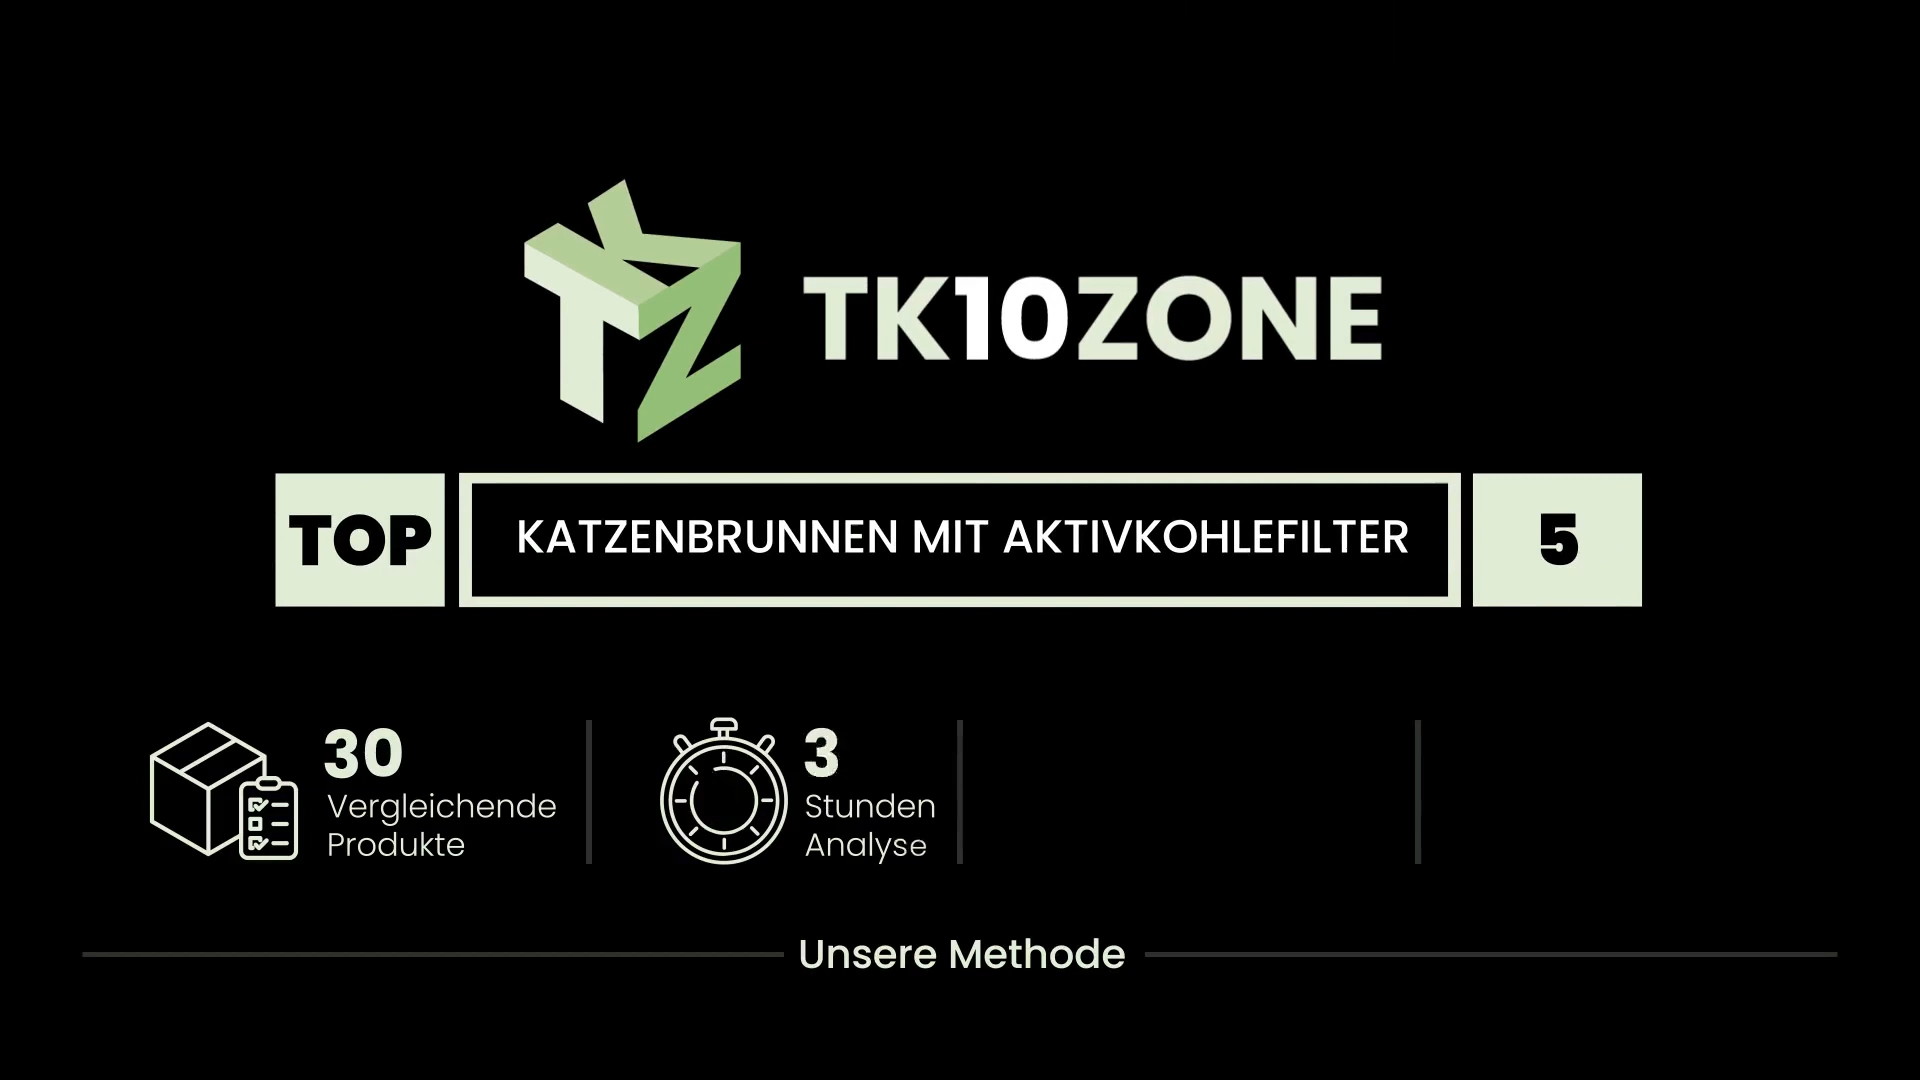 TK10ZONE
TOP
KATZENBRUNNEN MIT AKTIVKOHLEFILTER
5
30
Vergleichende
Produkte
3
Stunden
Analyse
Unsere Methode